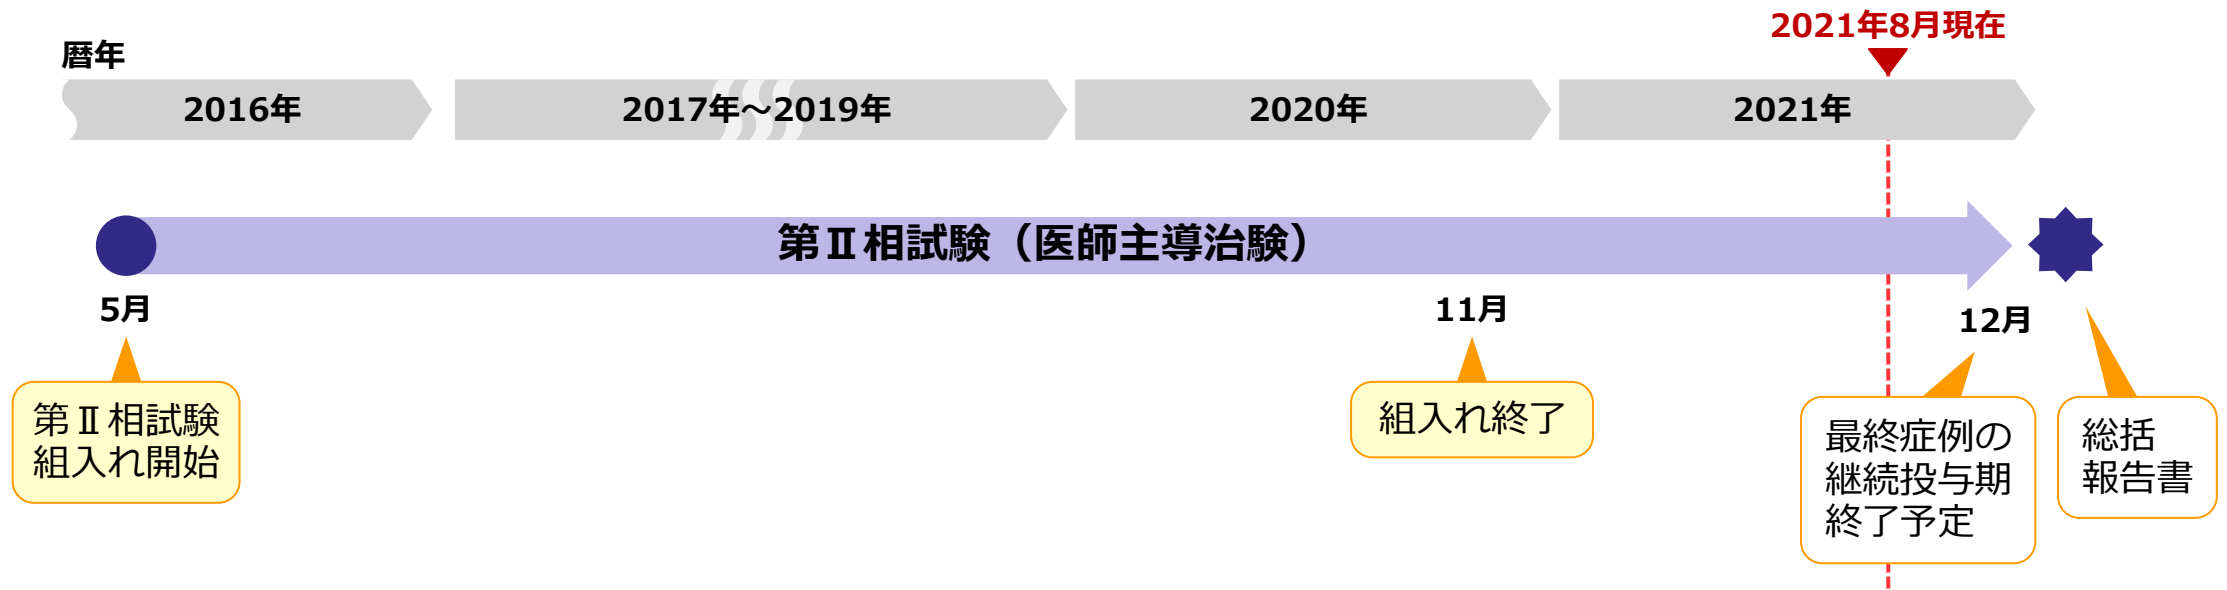 2021年8月現在
暦年
2016年
2017年～2019年
2020年
2021年
第Ⅱ相試験（医師主導治験）
5月
11月
12月
第Ⅱ相試験
組入れ開始
組入れ終了
最終症例の
継続投与期
終了予定
総括
報告書